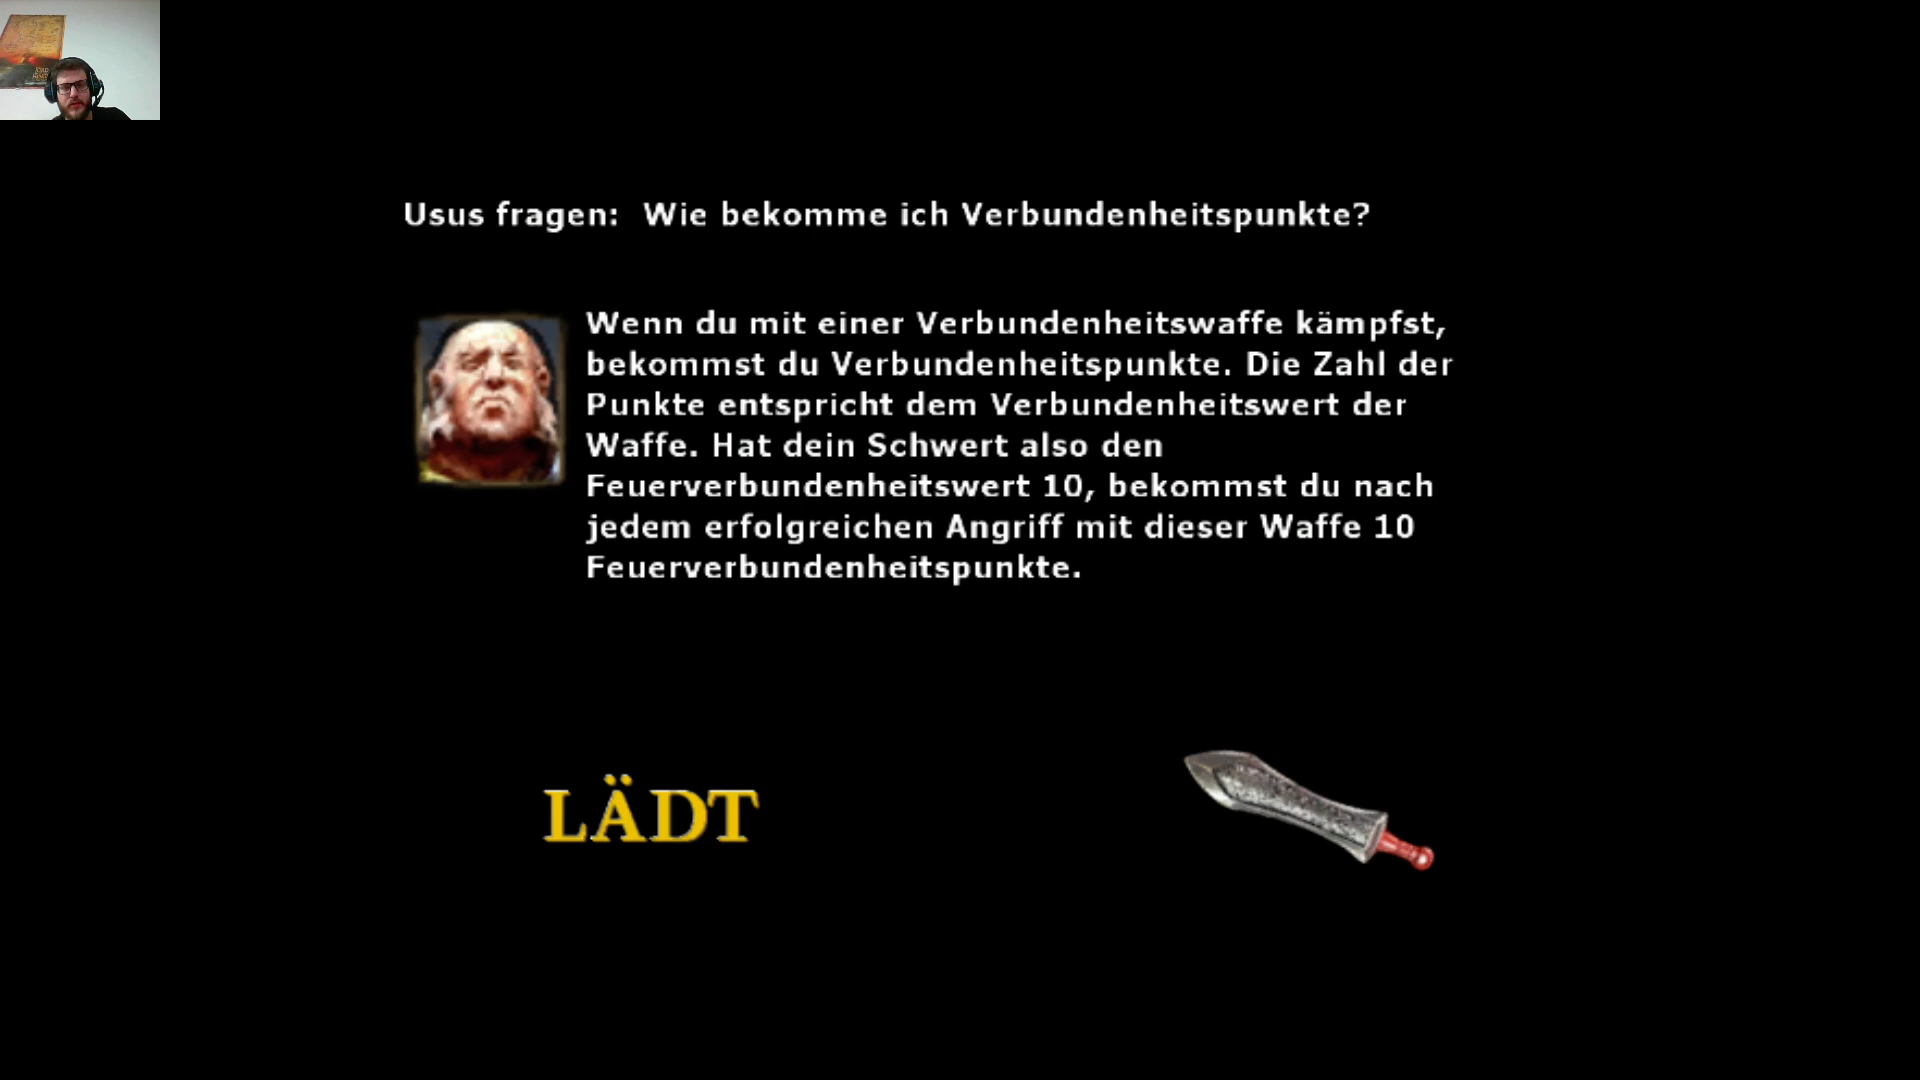 Usus fragen:  Wie bekomme ich Verbundenheitspunkte?
Wenn du mit einer Verbundenheitswaffe kämpfst,
bekommst du Verbundenheitspunkte. Die Zahl der
Punkte entspricht dem Verbundenheitswert der
Waffe. Hat dein Schwert also den
Feuerverbundenheitswert 10, bekommst du nach
jedem erfolgreichen Angriff mit dieser Waffe 10
Feuerverbundenheitspunkte.
LÄDT